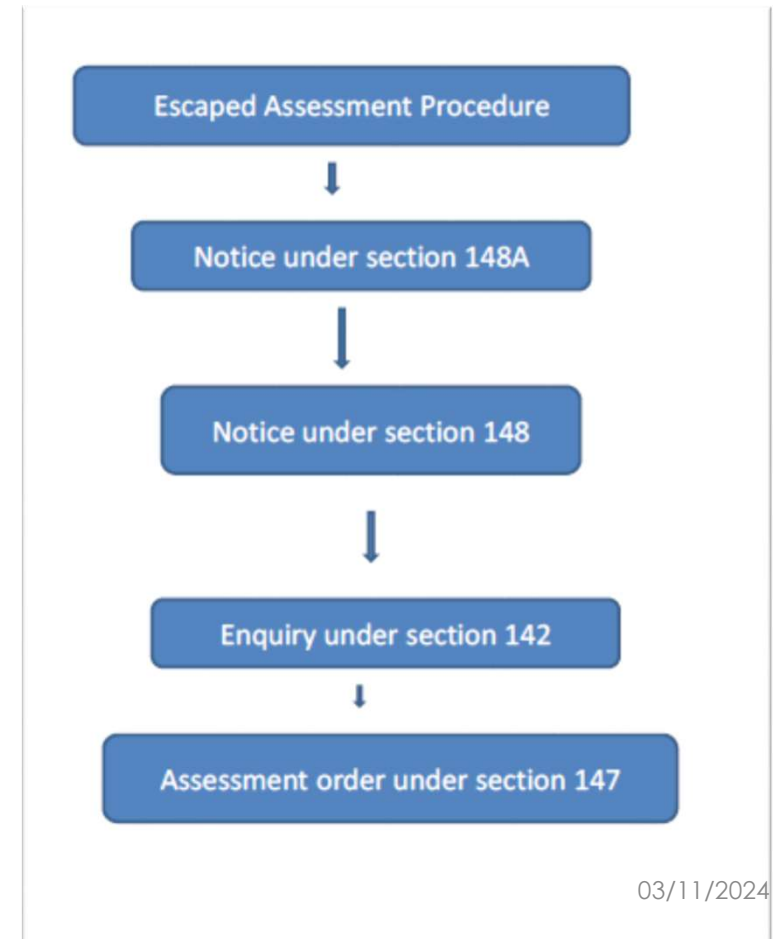 Escaped Assessment Procedure
Notice under section 148A
Notice under section 148
Enquiry under section 142
Assessment order under section 147
03/11/2024